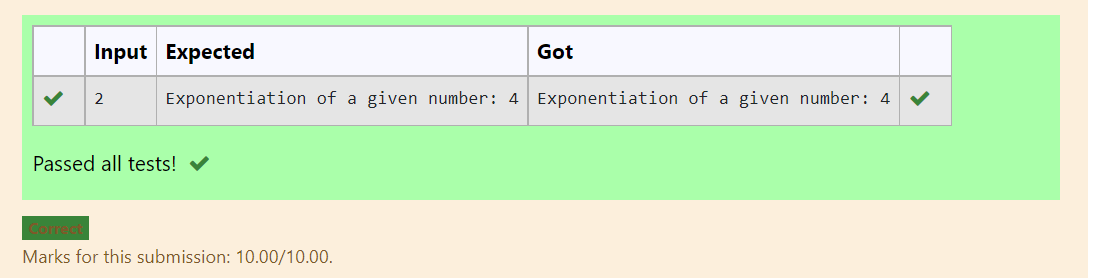 Input Expected Got
2 Exponentiation of a given number: 4 Exponentiation of a given number: 4
Passed all tests!
Correct
Marks for this submission: 10.00/10.00.